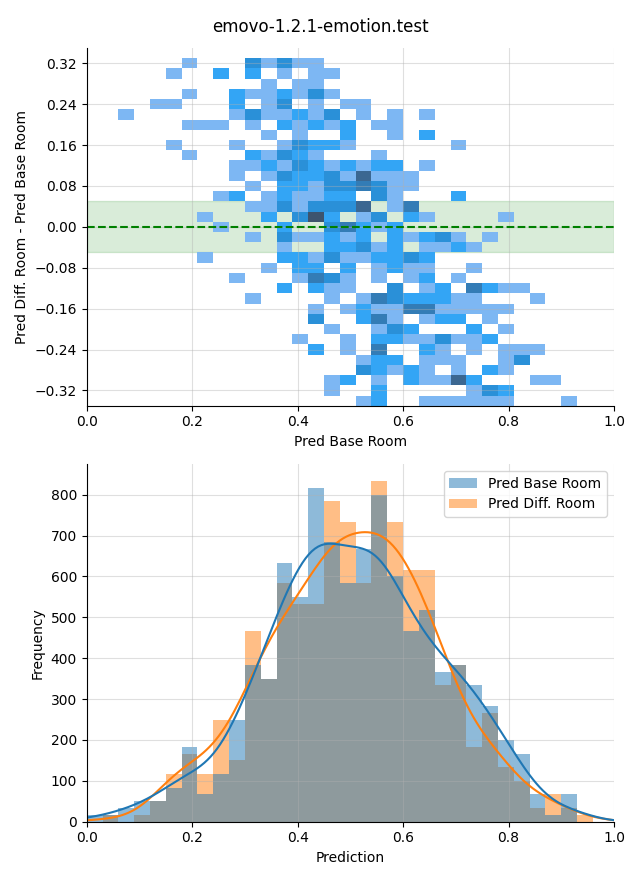 emovo-1.2.1-emotion.test
0.32
0.24
0.16
0.08
0.00
−0.08
−0.16
−0.24
−0.32
Pred Diff. Room - Pred Base Room
0.0 0.2 0.4 0.6 0.8 1.0
Pred Base Room
Pred Base Room
Pred Diff. Room
800
700
600
500
400
300
200
100
0
Frequency
0.0 0.2 0.4 0.6 0.8 1.0
Prediction